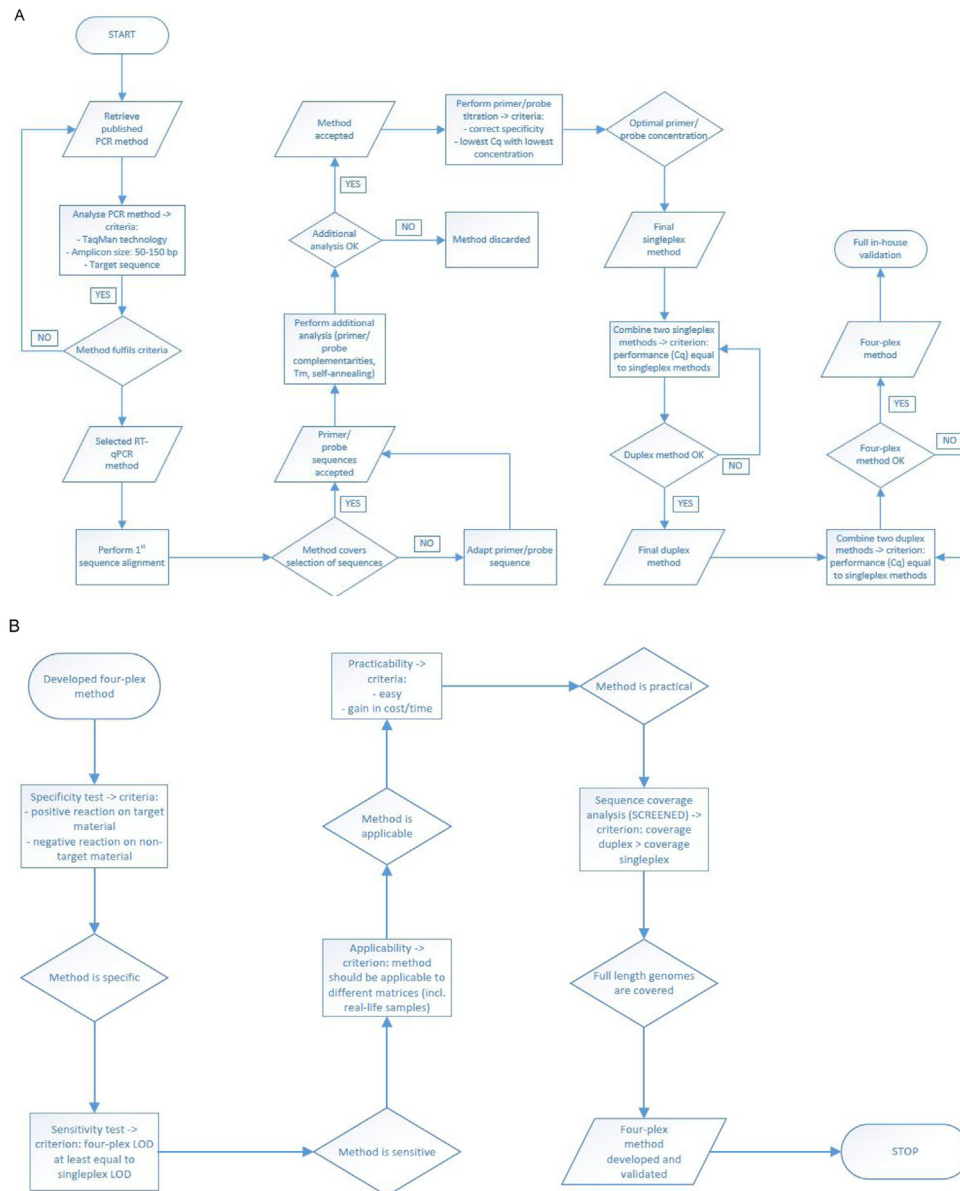 A
START
Retrieve
published
PCR method
Analyse PCR method ->
criteria:
- TaqMan technology
- Amplicon size: 50-150 bp
- Target sequence
YES
NO
Method fulfils criteria
Selected RT-
qPCR
method
Perform 1st
sequence alignment
Method covers
selection of sequences
NO
Adapt primer/probe
sequence
YES
Primer/
probe
sequences
accepted
Perform additional
analysis (primer/
probe
complementarities,
Tm, self-annealing)
Additional
analysis OK
NO
Method discarded
YES
Method
accepted
Perform primer/probe
titration -> criteria:
- correct specificity
- lowest Cq with lowest
concentration
Optimal primer/
probe concentration
Final
singleplex
method
Combine two singleplex
methods -> criterion:
performance (Cq) equal
to singleplex methods
Duplex method OK
NO
YES
Final duplex
method
Combine two duplex
methods -> criterion:
performance (Cq) equal
to singleplex methods
Four-plex
method OK
NO
YES
Four-plex
method
Full in-house
validation
B
Developed four-plex
method
Specificity test -> criteria:
- positive reaction on target
material
- negative reaction on non-
target material
Method is specific
Sensitivity test ->
criterion: four-plex LOD
at least equal to
singleplex LOD
Method is sensitive
Applicability ->
criterion: method
should be applicable to
different matrices (incl.
real-life samples)
Method is
applicable
Practicability ->
criteria:
- easy
- gain in cost/time
Method is practical
Sequence coverage
analysis (SCREENED) ->
criterion: coverage
duplex > coverage
singleplex
Full length genomes
are covered
Four-plex
method
developed and
validated
STOP